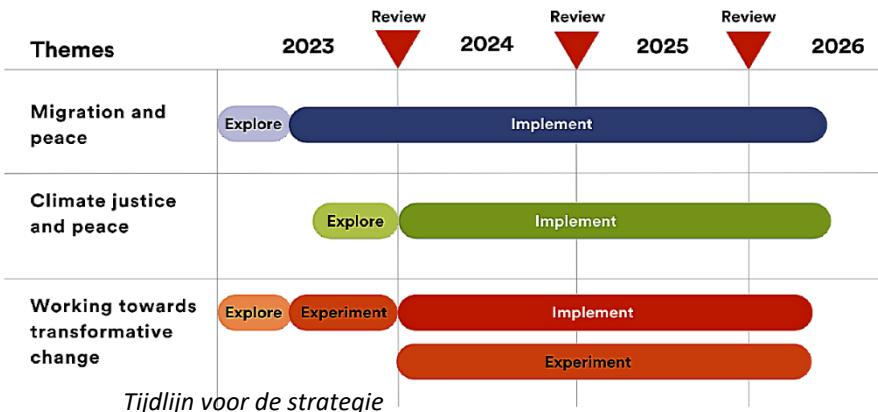 Review Review Review
Themes 2023 2024 2025 2026
Migration and
peace
Explore Implement
Climate justice
and peace
Explore Implement
Working towards
transformative
change
Explore Experiment Implement
Experiment
Tijdlijn voor de strategie